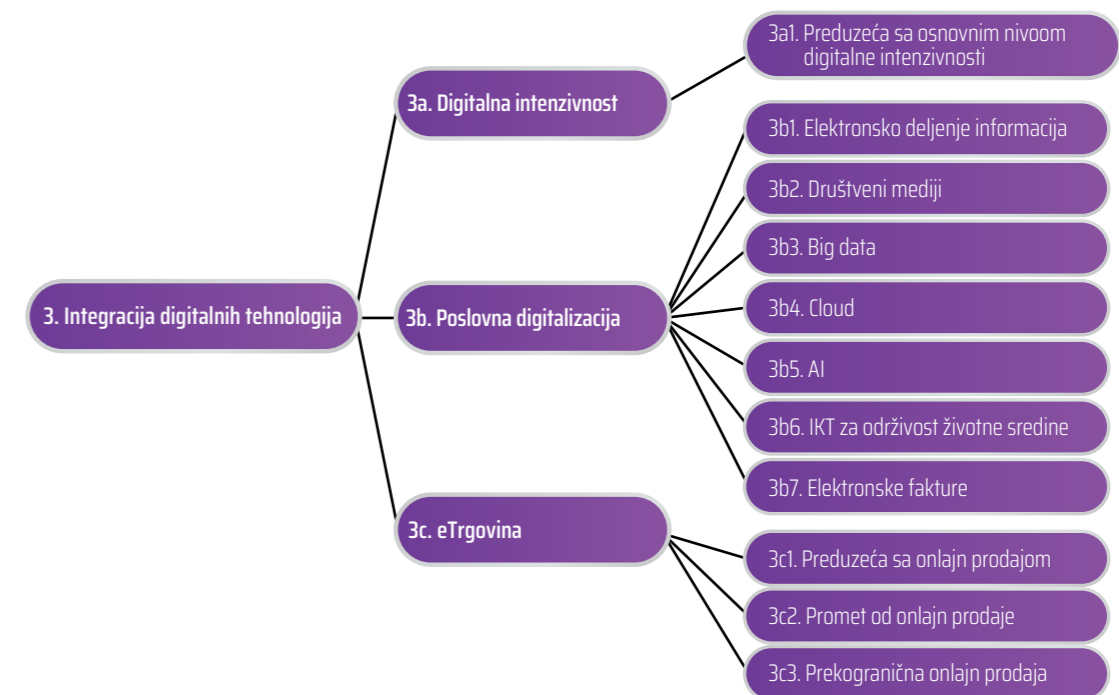 3. Integracija digitalnih tehnologija
3a. Digitalna intenzivnost
3a1. Preduzeća sa osnovnim nivoom
digitalne intenzivnosti
3b. Poslovna digitalizacija
3b1. Elektronsko deljenje informacija
3b2. Društveni mediji
3b3. Big data
3b4. Cloud
3b5. AI
3b6. IKT za održivost životne sredine
3b7. Elektronske fakture
3c. eTrgovina
3c1. Preduzeća sa onlajn prodajom
3c2. Promet od onlajn prodaje
3c3. Prekogranična onlajn prodaja